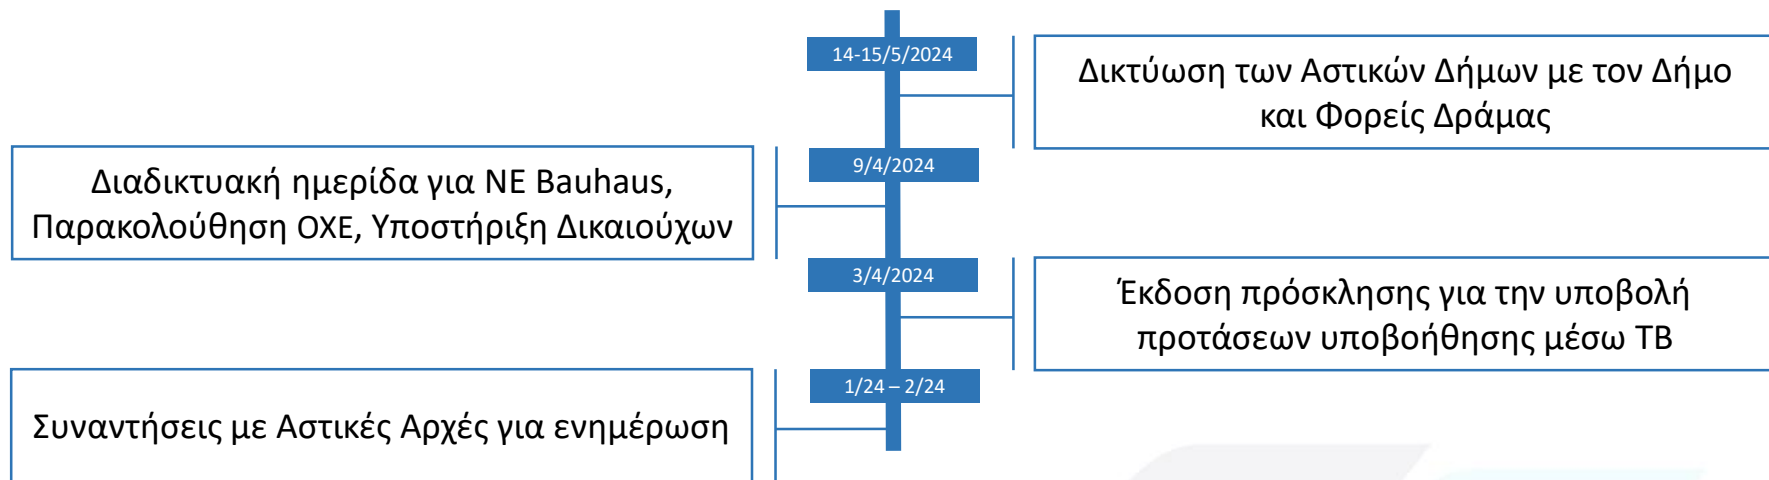 14-15/5/2024
Δικτύωση των Αστικών Δήμων με τον Δήμο
και Φορείς Δράμας
9/4/2024
Διαδικτυακή ημερίδα για NE Bauhaus,
Παρακολούθηση ΟΧΕ, Υποστήριξη Δικαιούχων
3/4/2024
Έκδοση πρόσκλησης για την υποβολή
προτάσεων υποβοήθησης μέσω ΤΒ
1/24 – 2/24
Συναντήσεις με Αστικές Αρχές για ενημέρωση